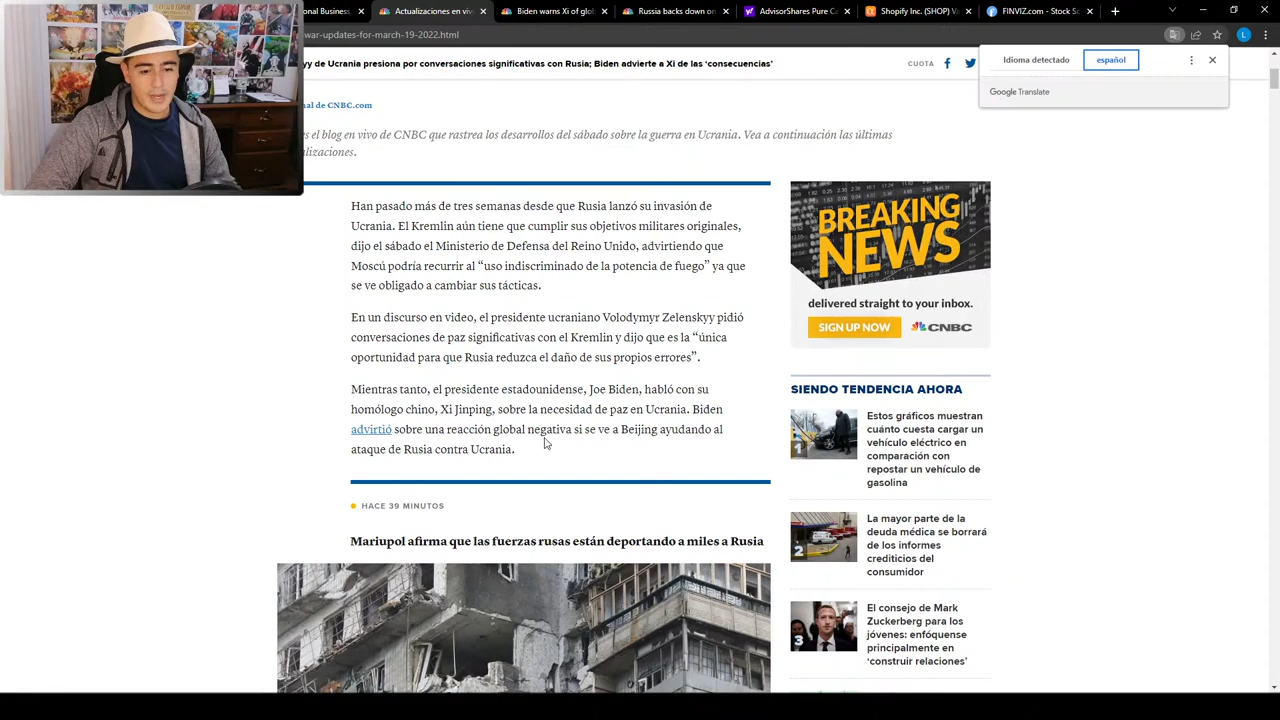 onal Business
Actualizaciones en vive
Biden warns Xi of glob
Russia backs down on
AdvisorShares Pure C
Shopify Inc. (SHOP) Va
FINVIZ.com - Stock S
war-updates-for-march-19-2022.html
yy de Ucrania presiona por conversaciones significativas con Rusia; Biden advierte a Xi de las ‘consecuencias’
CUOTA
Idioma detectado
español
Google Translate
nal de CNBC.com
es el blog en vivo de CNBC que rastrea los desarrollos del sábado sobre la guerra en Ucrania. Vea a continuación las últimas
alizaciones.
Han pasado más de tres semanas desde que Rusia lanzó su invasión de
Ucrania. El Kremlin aún tiene que cumplir sus objetivos militares originales,
dijo el sábado el Ministerio de Defensa del Reino Unido, advirtiendo que
Moscú podría recurrir al “uso indiscriminado de la potencia de fuego” ya que
se ve obligado a cambiar sus tácticas.
En un discurso en video, el presidente ucraniano Volodymyr Zelenskyy pidió
conversaciones de paz significativas con el Kremlin y dijo que es la “única
oportunidad para que Rusia reduzca el daño de sus propios errores”.
Mientras tanto, el presidente estadounidense, Joe Biden, habló con su
homólogo chino, Xi Jinping, sobre la necesidad de paz en Ucrania. Biden
advirtió sobre una reacción global negativa si se ve a Beijing ayudando al
ataque de Rusia contra Ucrania.
HACE 39 MINUTOS
Mariupol afirma que las fuerzas rusas están deportando a miles a Rusia
BREAKING
NEWS
delivered straight to your inbox.
SIGN UP NOW
CNBC
SIENDO TENDENCIA AHORA
1
Estos gráficos muestran
cuánto cuesta cargar un
vehículo eléctrico en
comparación con
repostar un vehículo de
gasolina
2
La mayor parte de la
deuda médica se borrará
de los informes
crediticios del
consumidor
3
El consejo de Mark
Zuckerberg para los
jóvenes: enfóquense
principalmente en
‘construir relaciones’